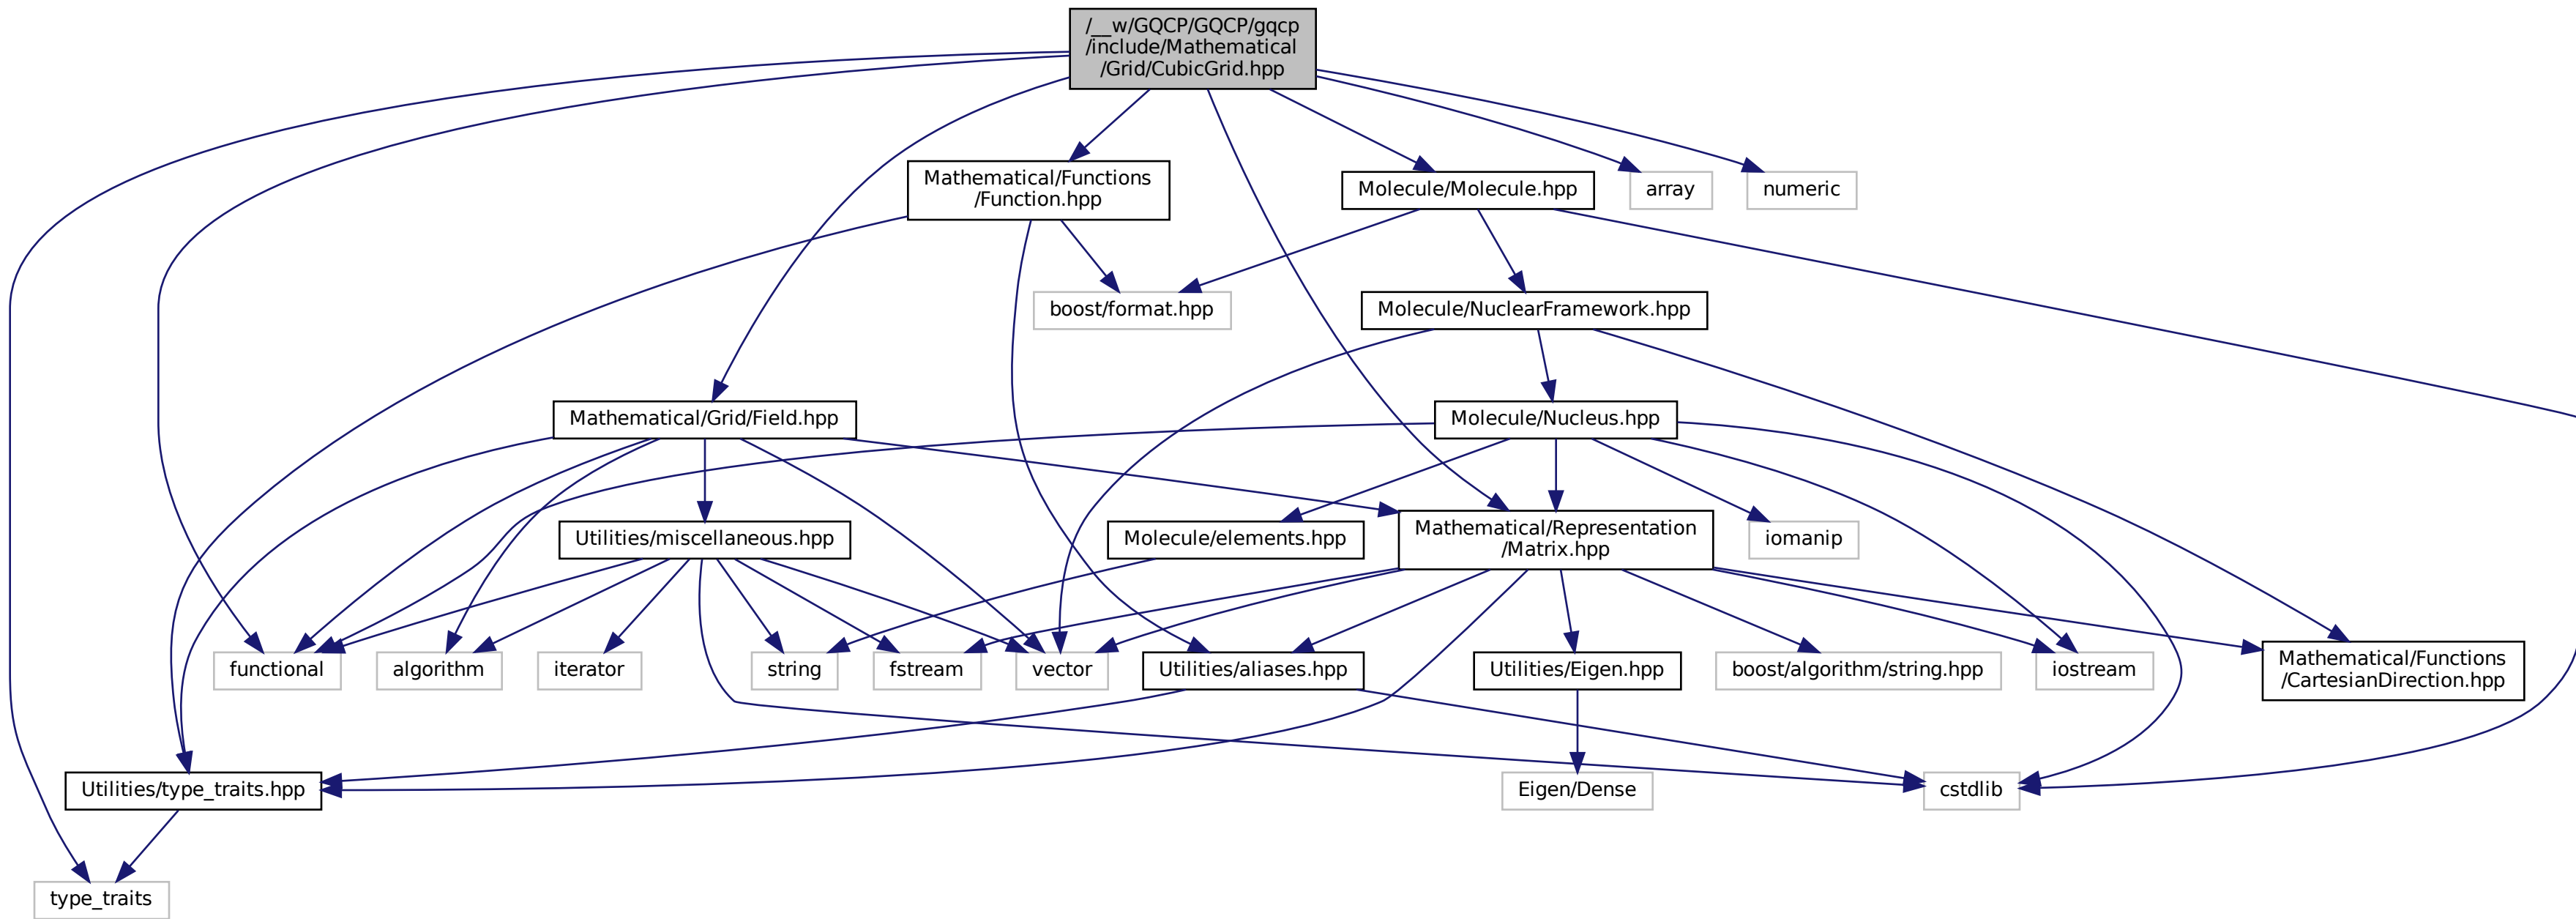 /__w/GQCP/GQCP/gqcp
/include/Mathematical
/Grid/CubicGrid.hpp
Mathematical/Functions
/Function.hpp
Molecule/Molecule.hpp
array
numeric
boost/format.hpp
Molecule/NuclearFramework.hpp
Mathematical/Grid/Field.hpp
Molecule/Nucleus.hpp
Utilities/miscellaneous.hpp
Molecule/elements.hpp
Mathematical/Representation
/Matrix.hpp
iomanip
functional
algorithm
iterator
string
fstream
vector
Utilities/aliases.hpp
Utilities/Eigen.hpp
boost/algorithm/string.hpp
iostream
Mathematical/Functions
/CartesianDirection.hpp
Utilities/type_traits.hpp
Eigen/Dense
cstdlib
type_traits